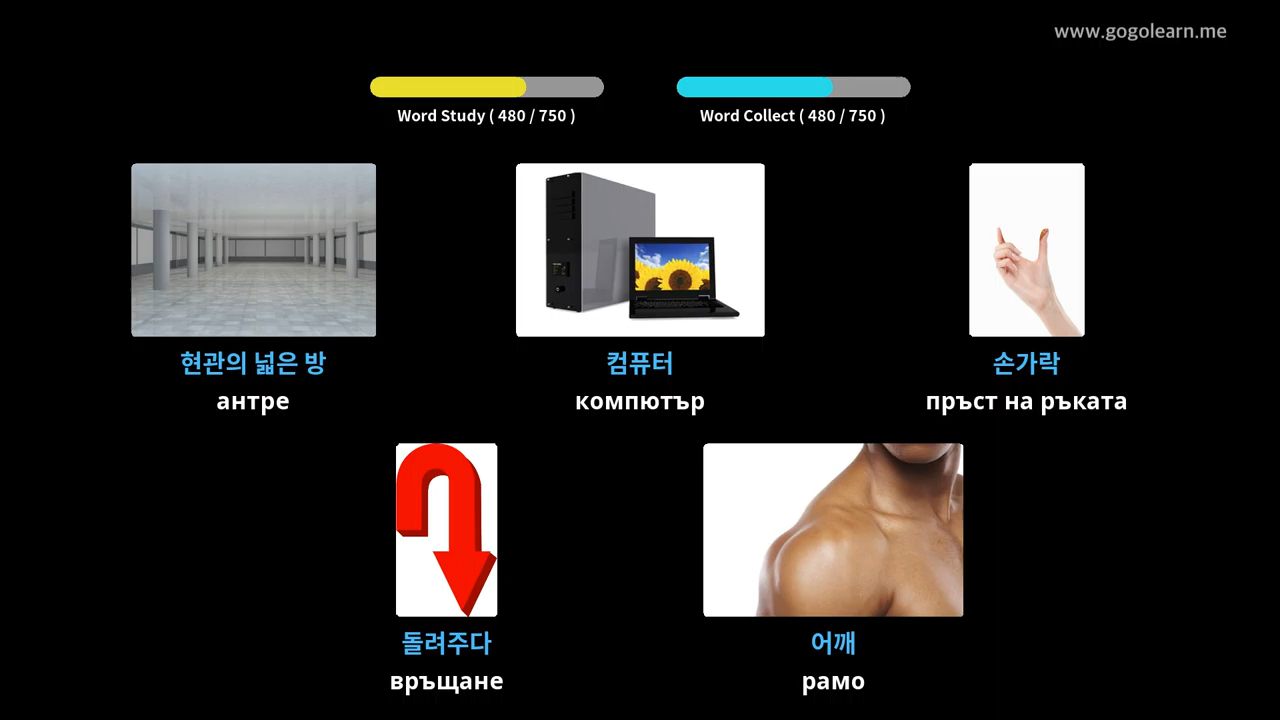 www.gogolearn.me
Word Study ( 480 / 750 )
Word Collect ( 480 / 750 )
현관의 넓은 방
антре
컴퓨터
компютър
손가락
пръст на ръката
돌려주다
връщане
어깨
рамо